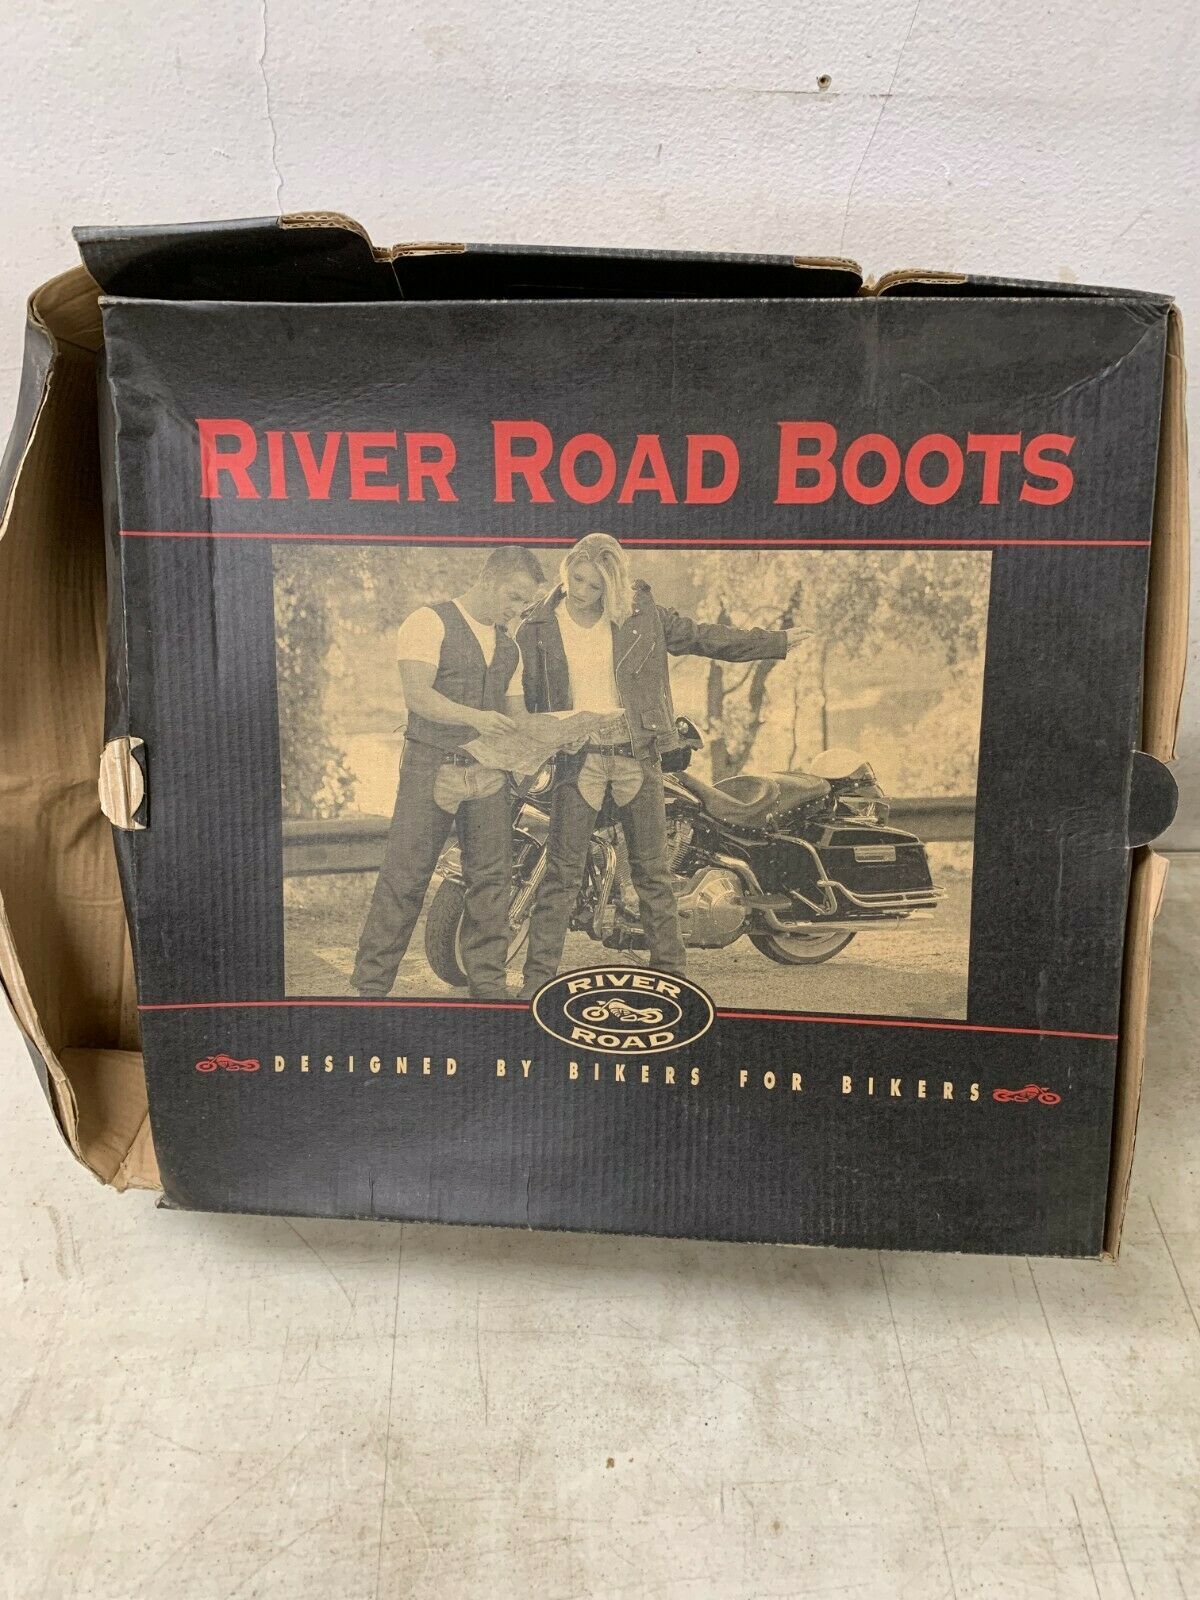 RIVER ROAD BOOTS
RIVER
ROAD
DESIGNED BY BIKERS FOR BIKERS